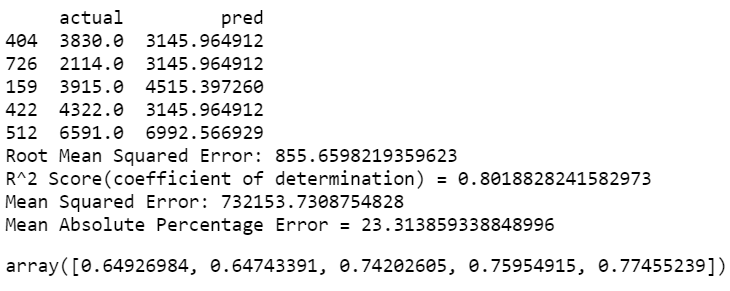 actual pred
404 3830.0 3145.964912
726 2114.0 3145.964912
159 3915.0 4515.397260
422 4322.0 3145.964912
512 6591.0 6992.566929
Root Mean Squared Error: 855.6598219359623
R^2 Score(coefficient of determination) = 0.8018828241582973
Mean Squared Error: 732153.7308754828
Mean Absolute Percentage Error = 23.313859338848996
array([0.64926984, 0.64743391, 0.74202605, 0.75954915, 0.77455239])